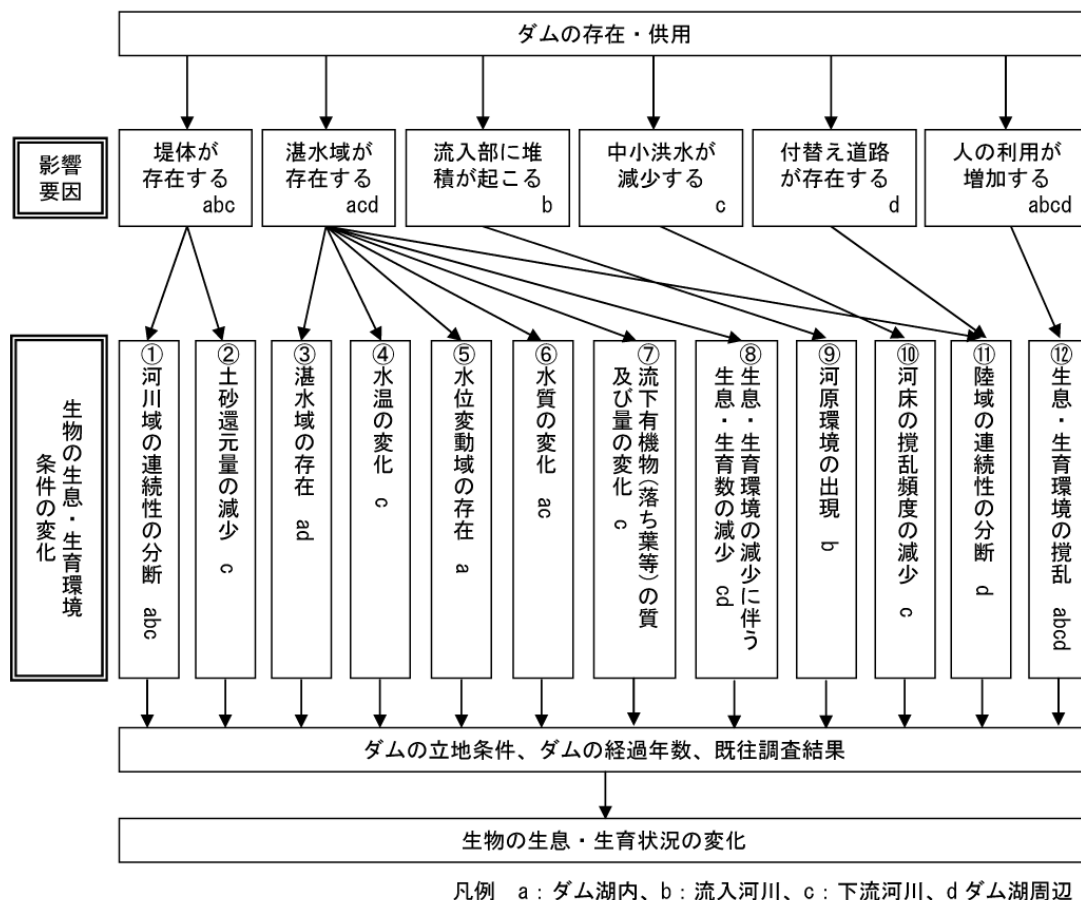 ダムの存在・供用
影響
要因
堤体が
存在する
abc
湛水域が
存在する
acd
流入部に堆
積が起こる
b
中小洪水が
減少する
c
付替え道路
が存在する
d
人の利用が
増加する
abcd
生物の生息・生育環境
条件の変化
①河川域の連続性の分断 abc
②土砂還元量の減少 c
③湛水域の存在 ad
④水温の変化 c
⑤水位変動域の存在 a
⑥水質の変化 ac
⑦流下有機物(落ち葉等)の質
及び量の変化 c
⑧生息・生育環境の減少に伴う
生息・生育数の減少 cd
⑨河原環境の出現 b
⑩河床の撹乱頻度の減少 c
⑪陸域の連続性の分断 d
⑫生息・生育環境の撹乱 abcd
ダムの立地条件、ダムの経過年数、既往調査結果
生物の生息・生育状況の変化
凡例 a：ダム湖内、b：流入河川、c：下流河川、d ダム湖周辺